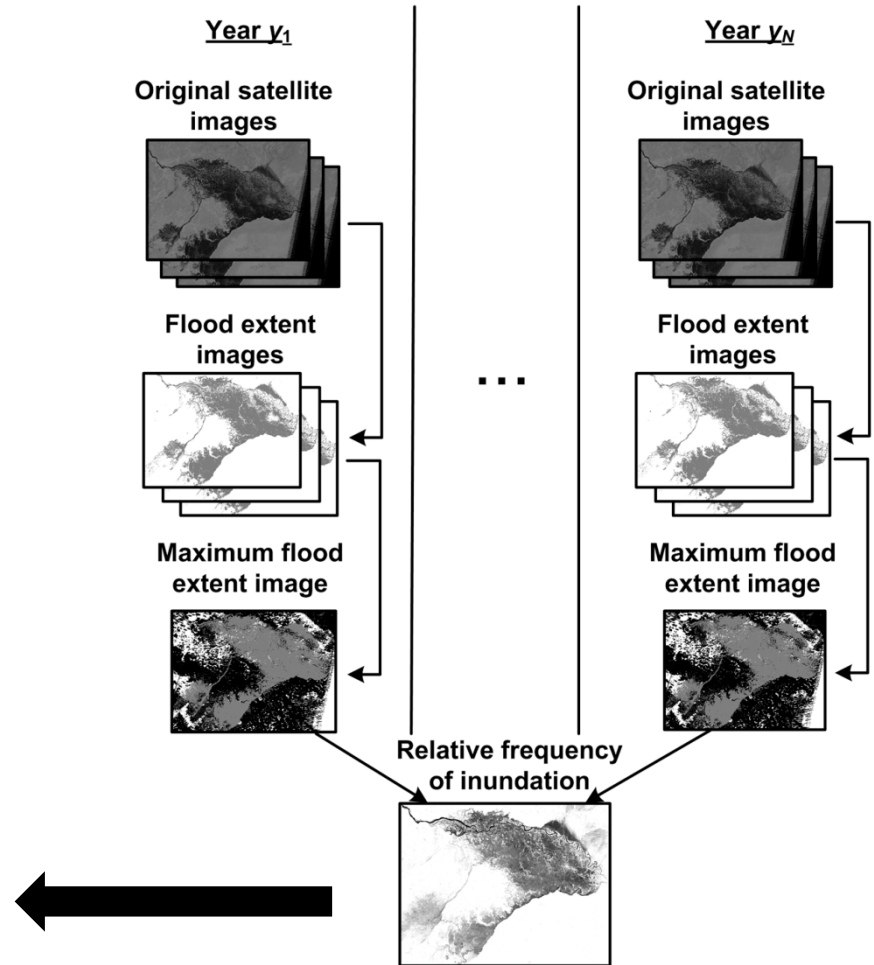 Year y1
Original satellite
images
Flood extent
images
Maximum flood
extent image
...
Year yN
Original satellite
images
Flood extent
images
Maximum flood
extent image
Relative frequency
of inundation